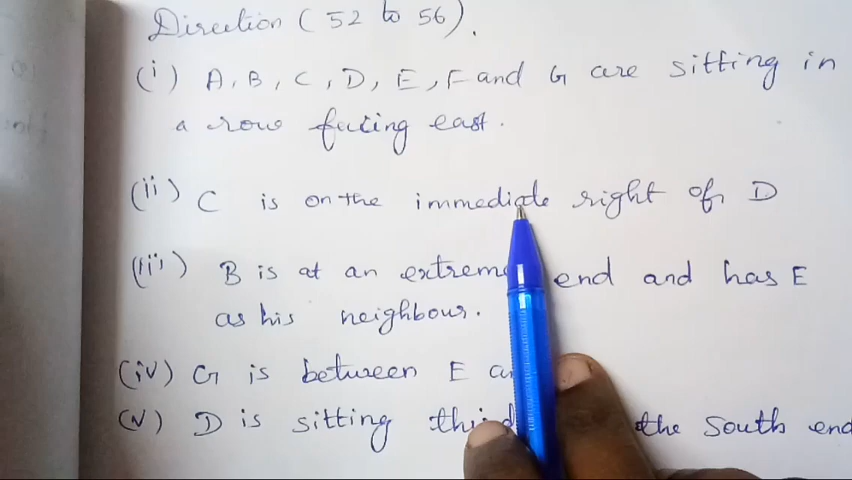 Direction (52 to 56).
(i) A, B, C, D, E, F and G are sitting in
a row facing east.
(ii) C is on the immediate right of D
(iii) B is at an extreme end and has E
as his neighbour.
(iv) G is between E
(v) D is sitting third the South end